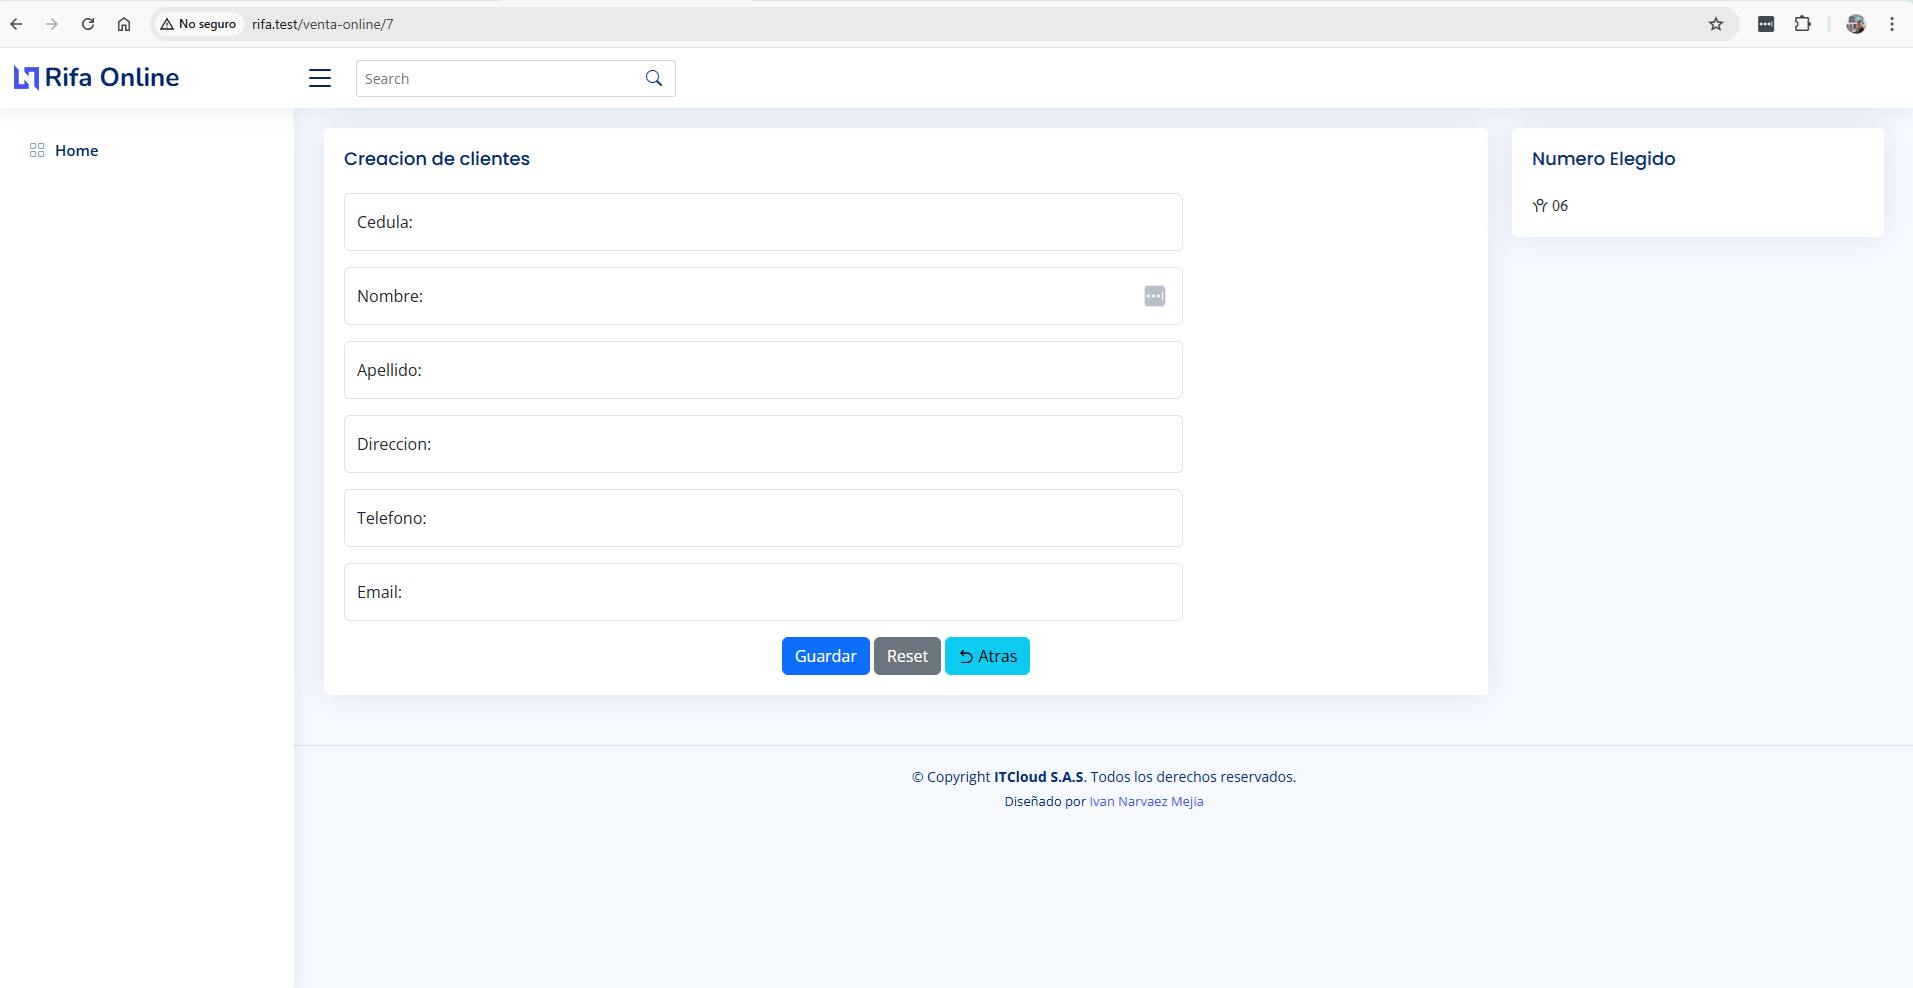 No seguro
rifa.test/venta-online/7
Rifa Online
Search
Home
Creacion de clientes
Cedula:
Nombre:
Apellido:
Direccion:
Telefono:
Email:
Guardar Reset Atras
Numero Elegido
06
© Copyright ITCloud S.A.S. Todos los derechos reservados.
Diseñado por Ivan Narvaez Mejia